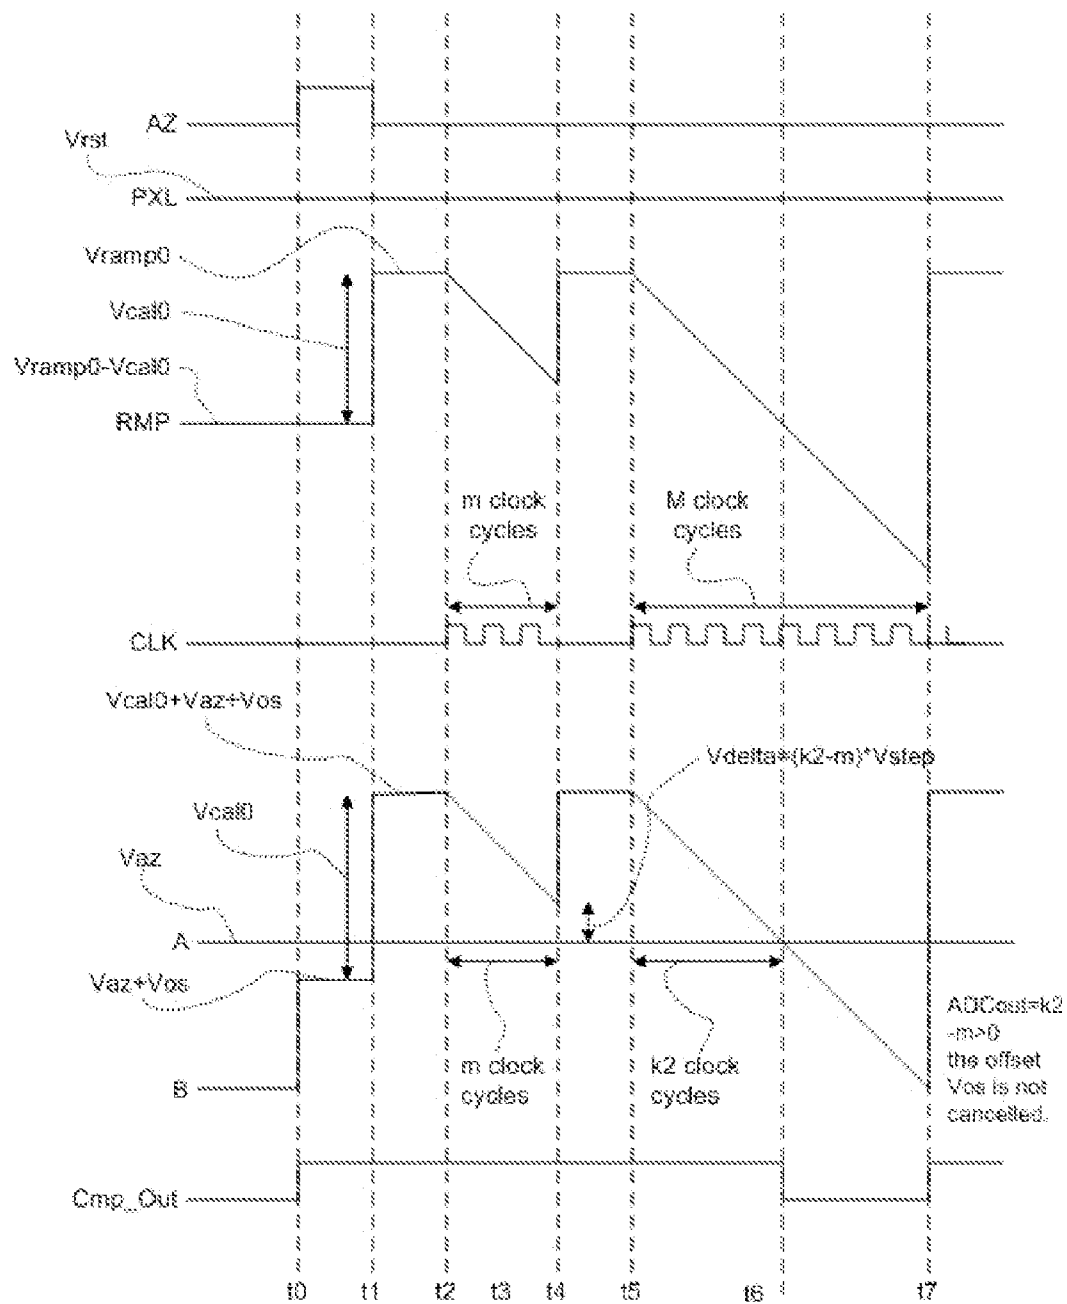 AZ
Vrst
PXL
Vramp0
Vcal0
Vramp0-Vcal0
RMP
m clock
cycles
M clock
cycles
CLK
Vcal0+Vaz+Vos
Vdelta=(k2-m)*Vstep
Vcal0
Vaz
A
Vaz+Vos
B
m clock
cycles
k2 clock
cycles
ADCout=k2
-m>0
the offset
Vos is not
cancelled.
Cmp_Out
t0 t1 t2 t3 t4 t5 t6 t7